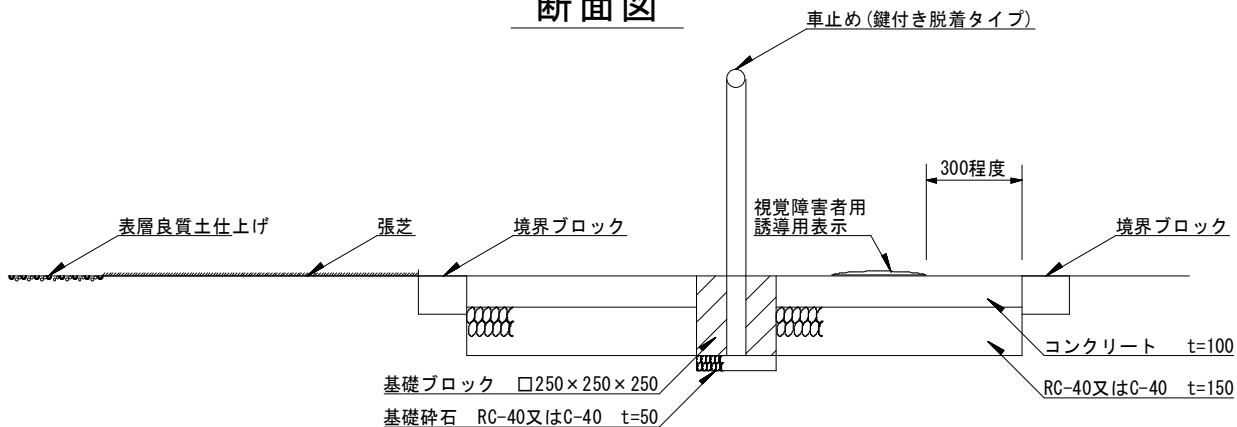 断面図
車止め(鍵付き脱着タイプ)
300程度
表層良質土仕上げ
張芝
境界ブロック
視覚障害者用
誘導用表示
境界ブロック
コンクリート t=100
基礎ブロック □250×250×250
RC-40又はC-40 t=150
基礎砕石 RC-40又はC-40 t=50